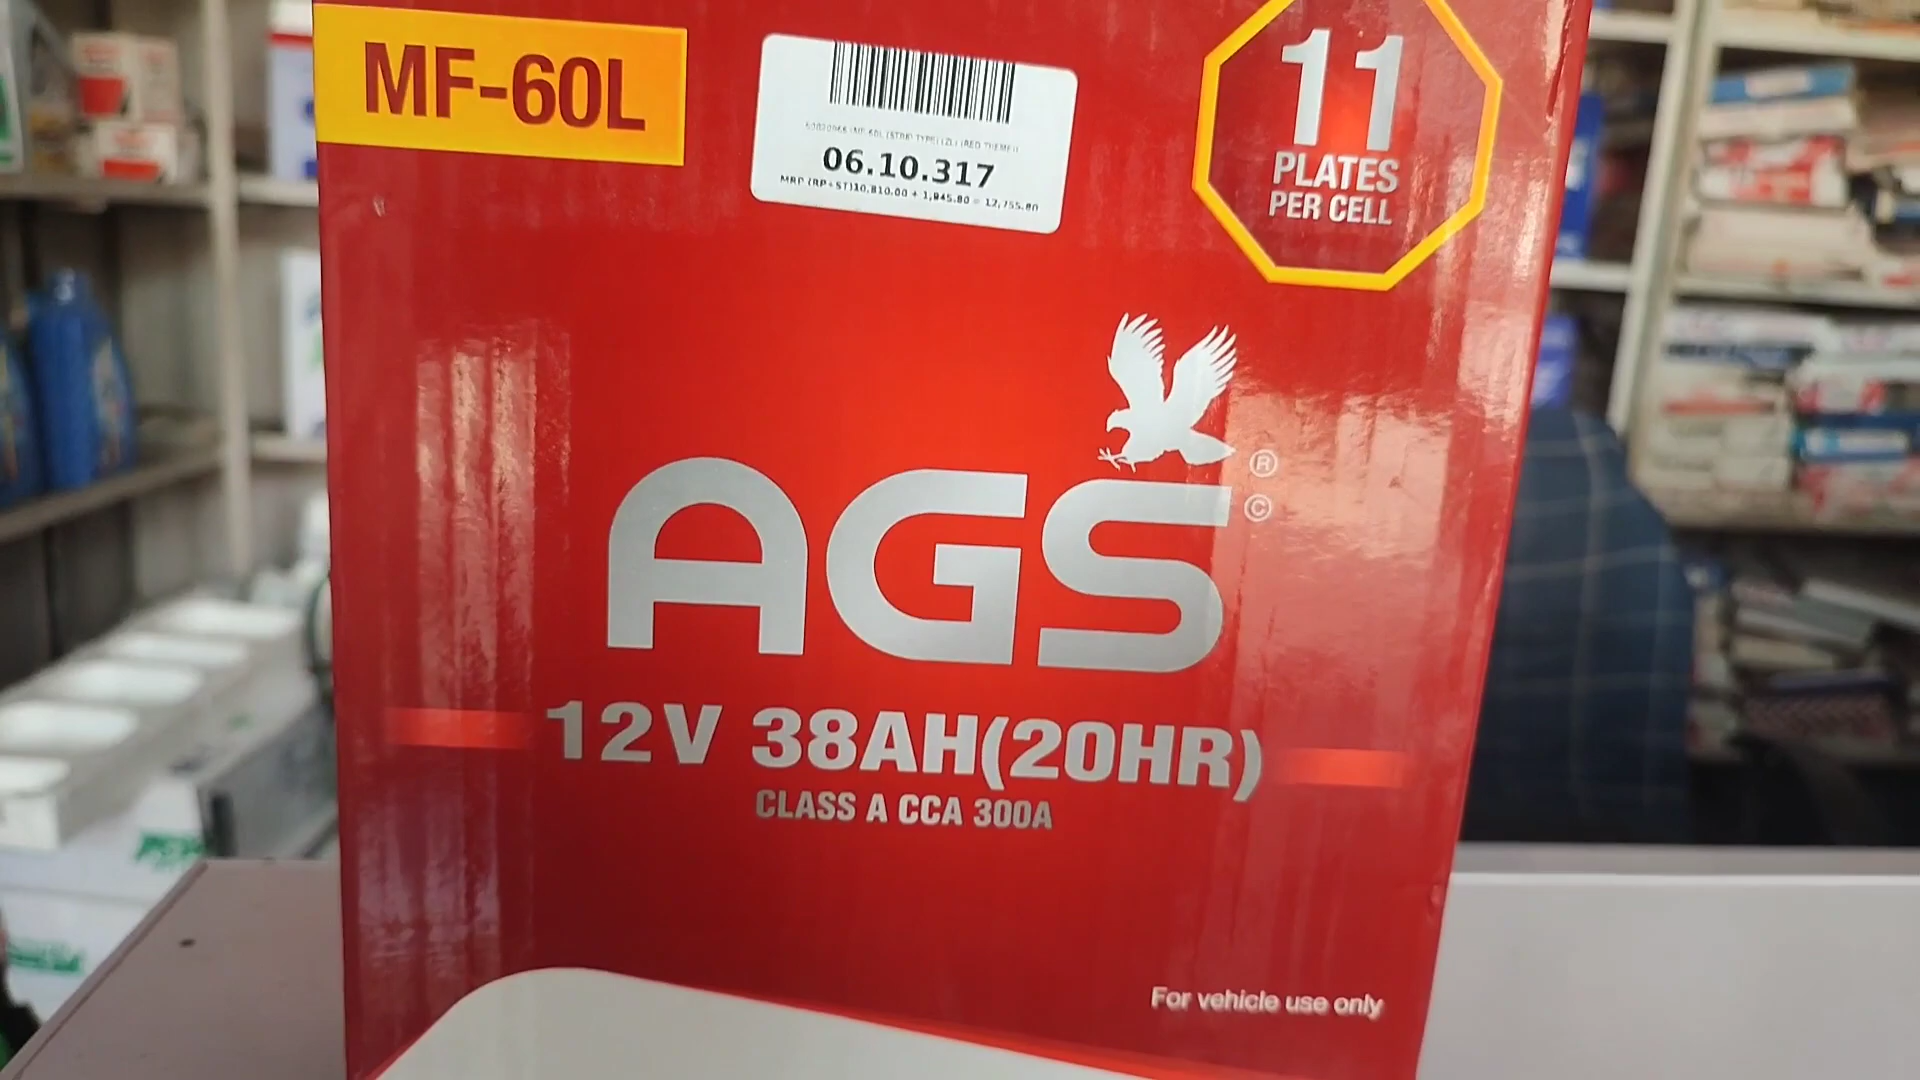 MF-60L
06.10.317
MRP (RP+ST)10,810.00 + 1,945.80 = 12,755.80
11
PLATES
PER CELL
AGS
®
©
12V 38AH(20HR)
CLASS A CCA 300A
For vehicle use only